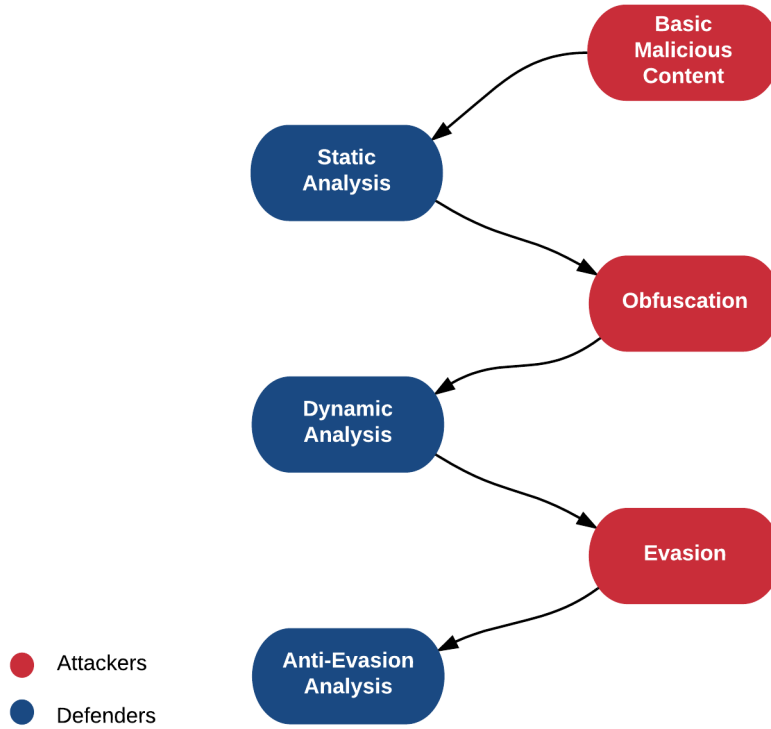 Basic
Malicious
Content
Static
Analysis
Obfuscation
Dynamic
Analysis
Evasion
Anti-Evasion
Analysis
Attackers
Defenders